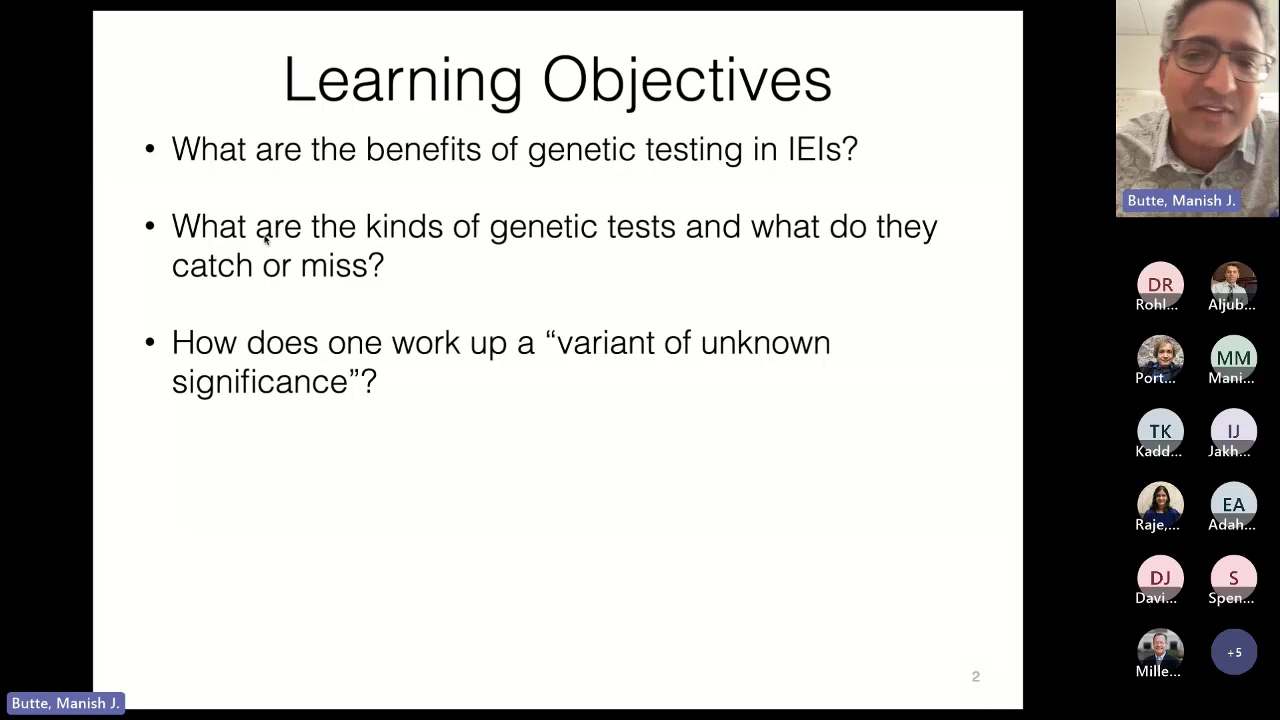 Learning Objectives
• What are the benefits of genetic testing in IEIs?
• What are the kinds of genetic tests and what do they
catch or miss?
• How does one work up a “variant of unknown
significance”?
2
Butte, Manish J.
Butte, Manish J.
DR
Rohl...
Aljub...
Port...
MM
Mani...
TK
Kadd...
IJ
Jakh...
Raje,...
EA
Adah...
DJ
Davi...
S
Spen...
Mille...
+5